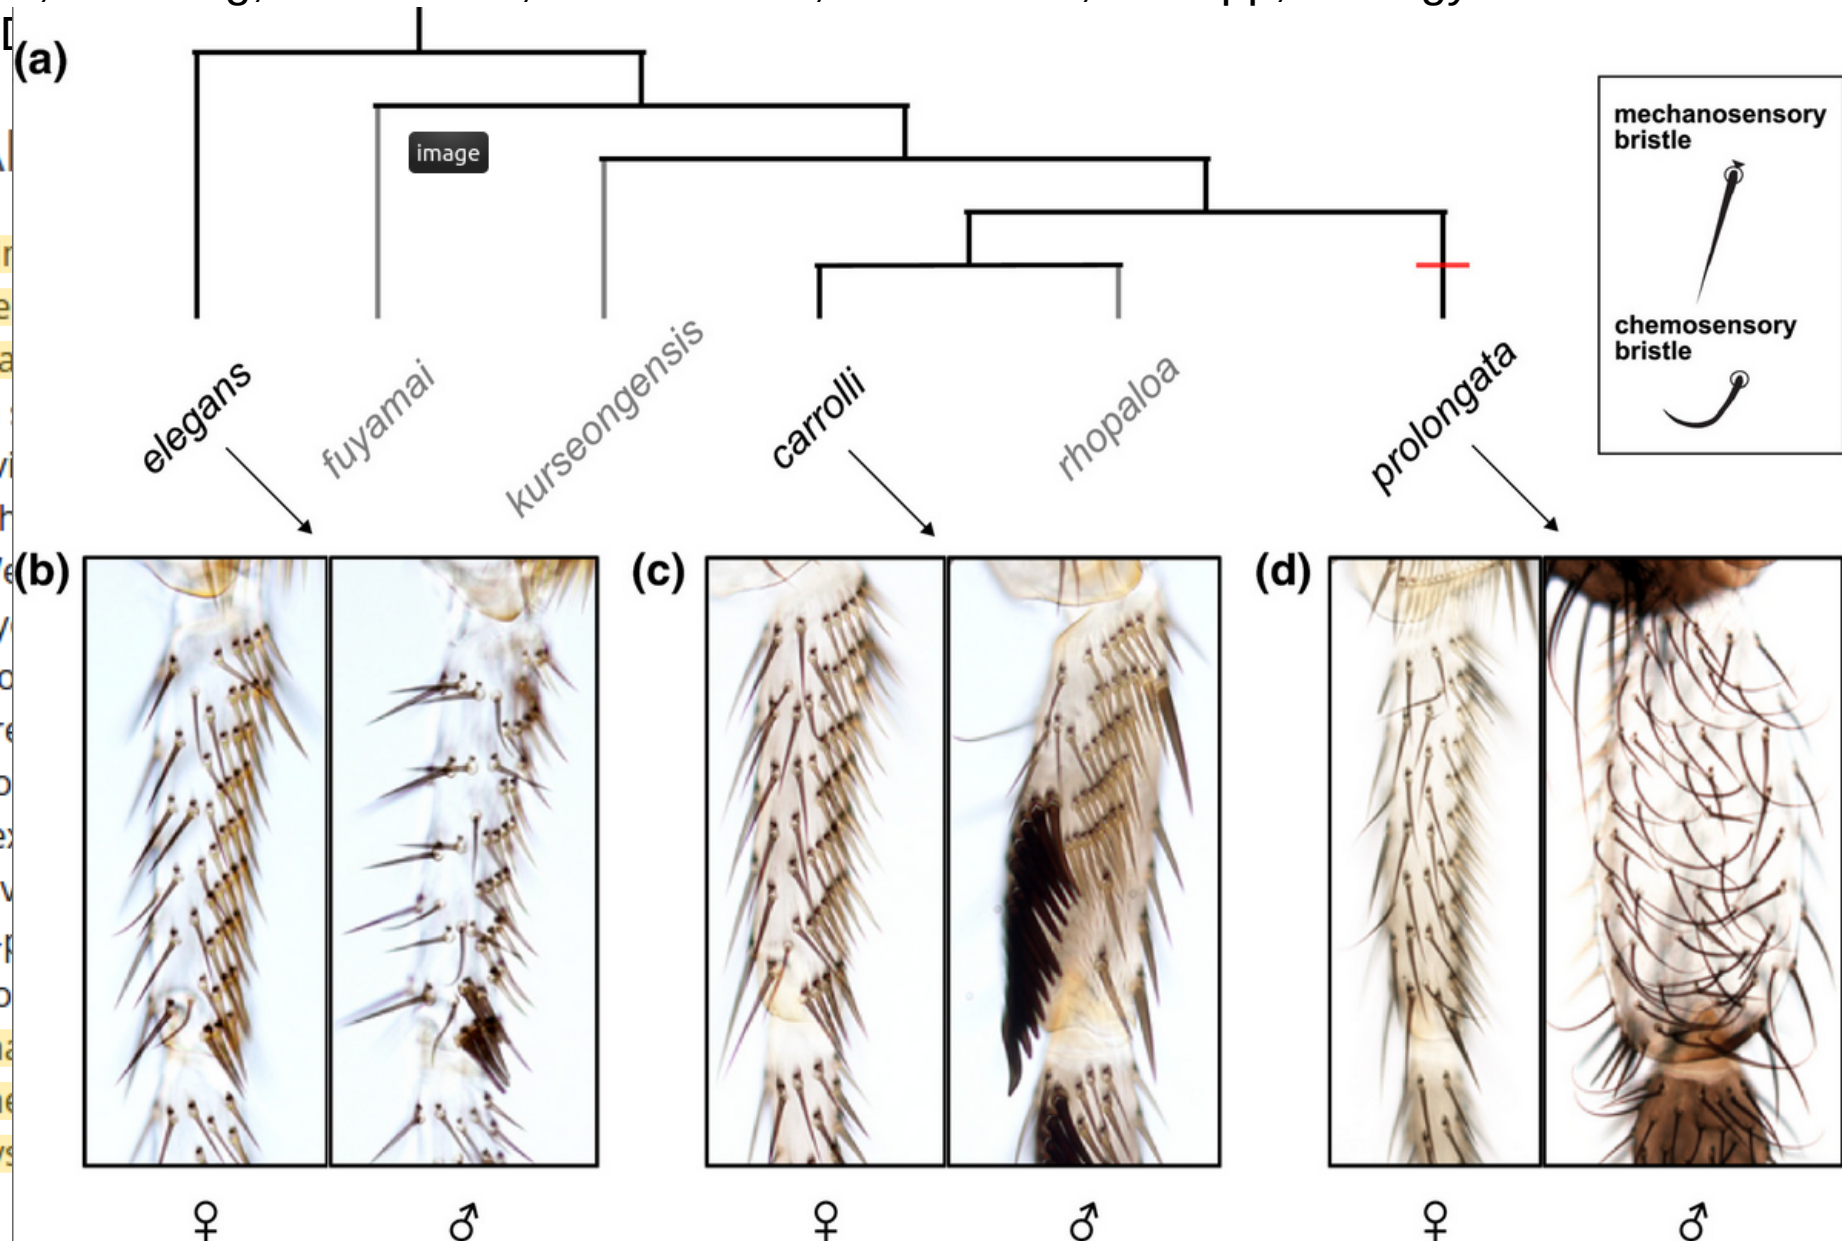 (a)
image
mechanosensory
bristle
chemosensory
bristle
elegans
fuyamai
kurseongensis
carrolli
rhopaloa
prolongata
(b)
(c)
(d)
♀
♂
♀
♂
♀
♂